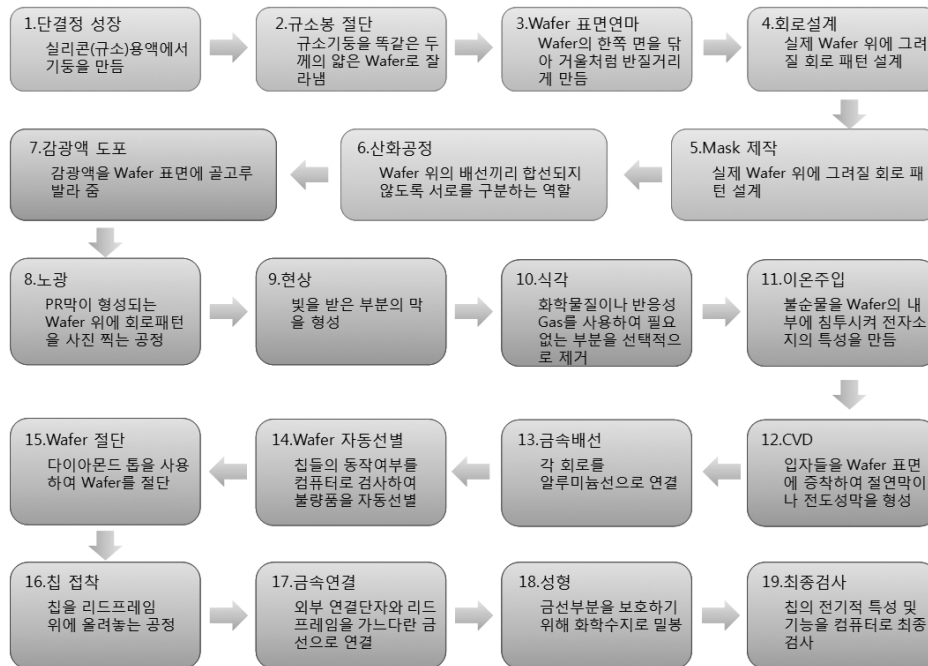 1.단결정 성장
실리콘(규소)용액에서
기둥을 만듬
2.규소봉 절단
규소기둥을 똑같은 두
께의 얇은 Wafer로 잘
라냄
3.Wafer 표면연마
Wafer의 한쪽 면을 닦
아 거울처럼 반질거리
게 만듬
4.회로설계
실제 Wafer 위에 그려
질 회로 패턴 설계
5.Mask 제작
실제 Wafer 위에 그려질 회로 패
턴 설계
6.산화공정
Wafer 위의 배선끼리 합선되지
않도록 서로를 구분하는 역할
7.감광액 도포
감광액을 Wafer 표면에 골고루
발라 줌
8.노광
PR막이 형성되는
Wafer 위에 회로패턴
을 사진 찍는 공정
9.현상
빛을 받은 부분의 막
을 형성
10.식각
화학물질이나 반응성
Gas를 사용하여 필요
없는 부분을 선택적으
로 제거
11.이온주입
불순물을 Wafer의 내
부에 침투시켜 전자소
지의 특성을 만듬
12.CVD
입자들을 Wafer 표면
에 증착하여 절연막이
나 전도성막을 형성
13.금속배선
각 회로를
알루미늄선으로 연결
14.Wafer 자동선별
칩들의 동작여부를
컴퓨터로 검사하여
불량품을 자동선별
15.Wafer 절단
다이아몬드 톱을 사용
하여 Wafer를 절단
16.칩 접착
칩을 리드프레임
위에 올려놓는 공정
17.금속연결
외부 연결단자와 리드
프레임을 가느다란 금
선으로 연결
18.성형
금선부분을 보호하기
위해 화학수지로 밀봉
19.최종검사
칩의 전기적 특성 및
기능을 컴퓨터로 최종
검사